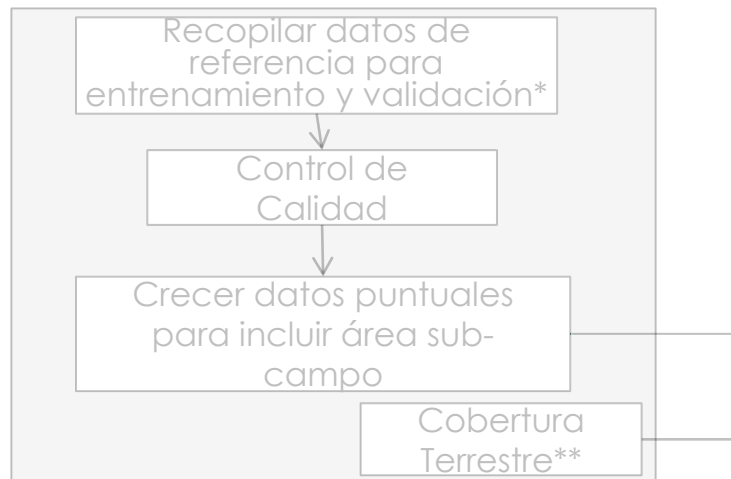 Recopilar datos de
referencia para
entrenamiento y validación*
Control de
Calidad
Crecer datos puntuales
para incluir área sub-
campo
Cobertura
Terrestre**